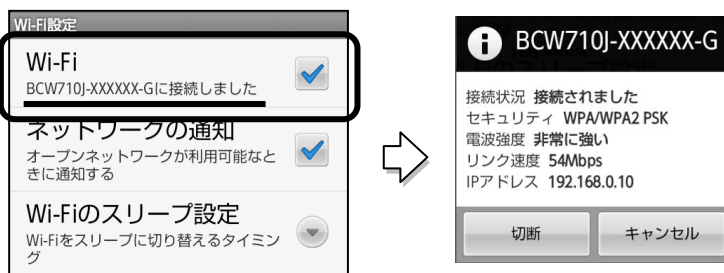 Wi-Fi設定
Wi-Fi
BCW710J-XXXXXX-Gに接続しました
ネットワークの通知
オープンネットワークが利用可能なと
きに通知する
Wi-Fiのスリープ設定
Wi-Fiをスリープに切り替えるタイミン
グ
BCW710J-XXXXXX-G
接続状況 接続されました
セキュリティ WPA/WPA2 PSK
電波強度 非常に強い
リンク速度 54Mbps
IPアドレス 192.168.0.10
切断
キャンセル